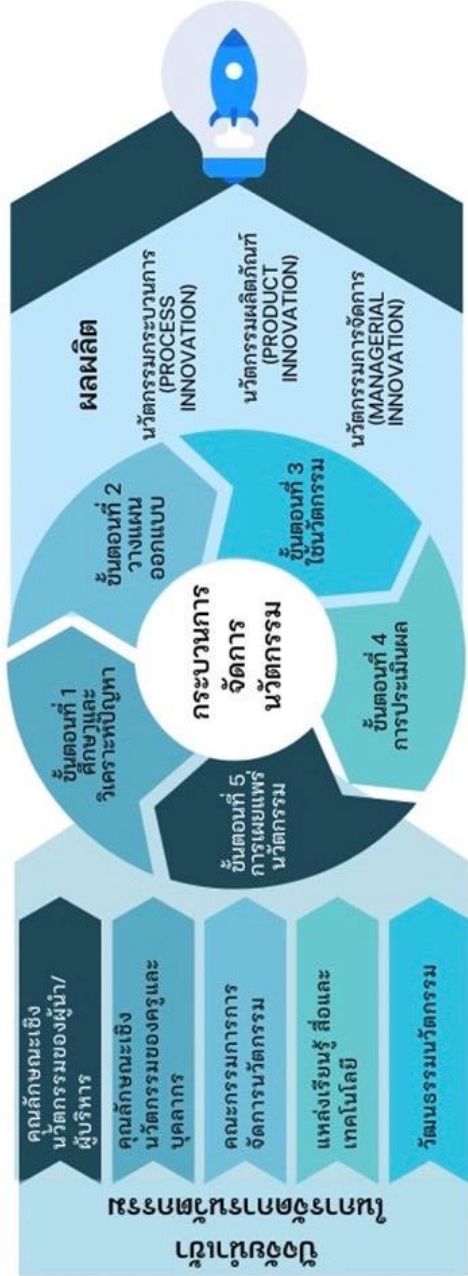 ปัจจัยนำเข้า
ในการจัดการนวัตกรรม
คุณลักษณะเชิง
นวัตกรรมของผู้นำ/
ผู้บริหาร
คุณลักษณะเชิง
นวัตกรรมของครูและ
บุคลากร
คณะกรรมการการ
จัดการนวัตกรรม
แหล่งเรียนรู้ สื่อและ
เทคโนโลยี
วัฒนธรรมนวัตกรรม
กระบวนการ
จัดการ
นวัตกรรม
ขั้นตอนที่ 1
ศึกษาและ
วิเคราะห์ปัญหา
ขั้นตอนที่ 2
วางแผน
ออกแบบ
ขั้นตอนที่ 3
ใช้นวัตกรรม
ขั้นตอนที่ 4
การประเมินผล
ขั้นตอนที่ 5
การเผยแพร่
นวัตกรรม
ผลผลิต
นวัตกรรมกระบวนการ
(PROCESS
INNOVATION)
นวัตกรรมผลิตภัณฑ์
(PRODUCT
INNOVATION)
นวัตกรรมการจัดการ
(MANAGERIAL
INNOVATION)